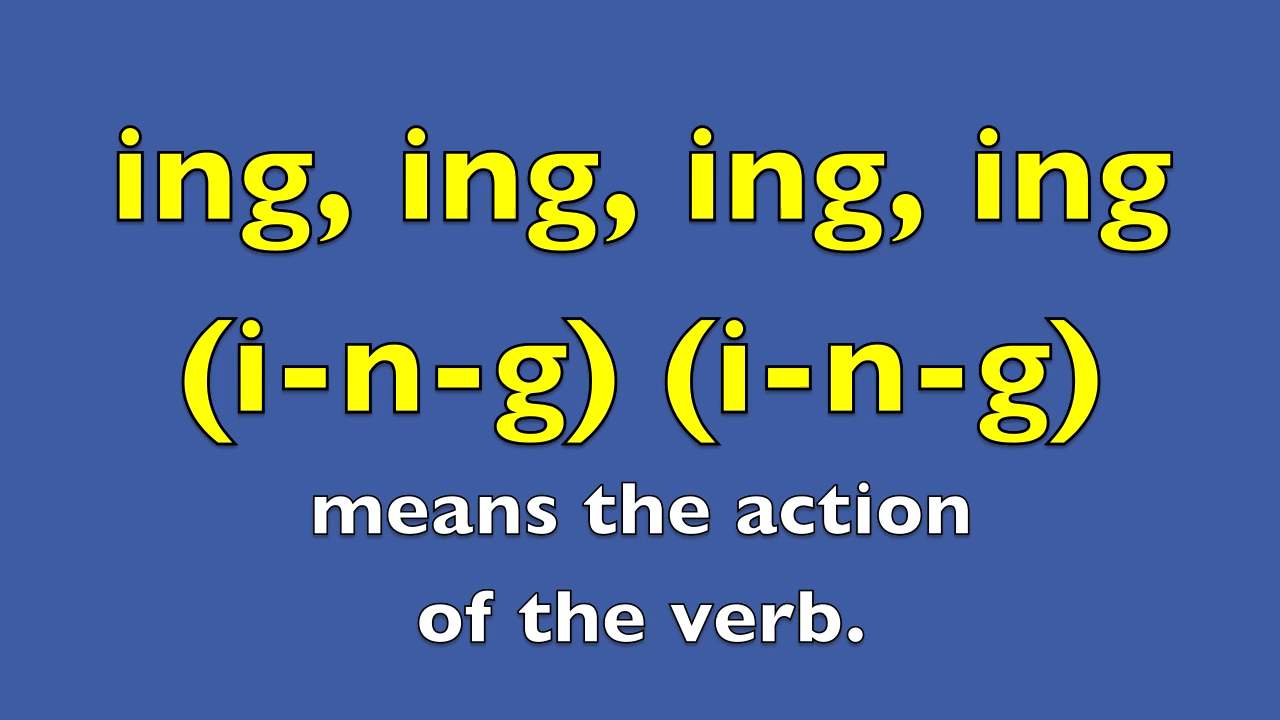 ing, ing, ing, ing
(i-n-g) (i-n-g)
means the action
of the verb.